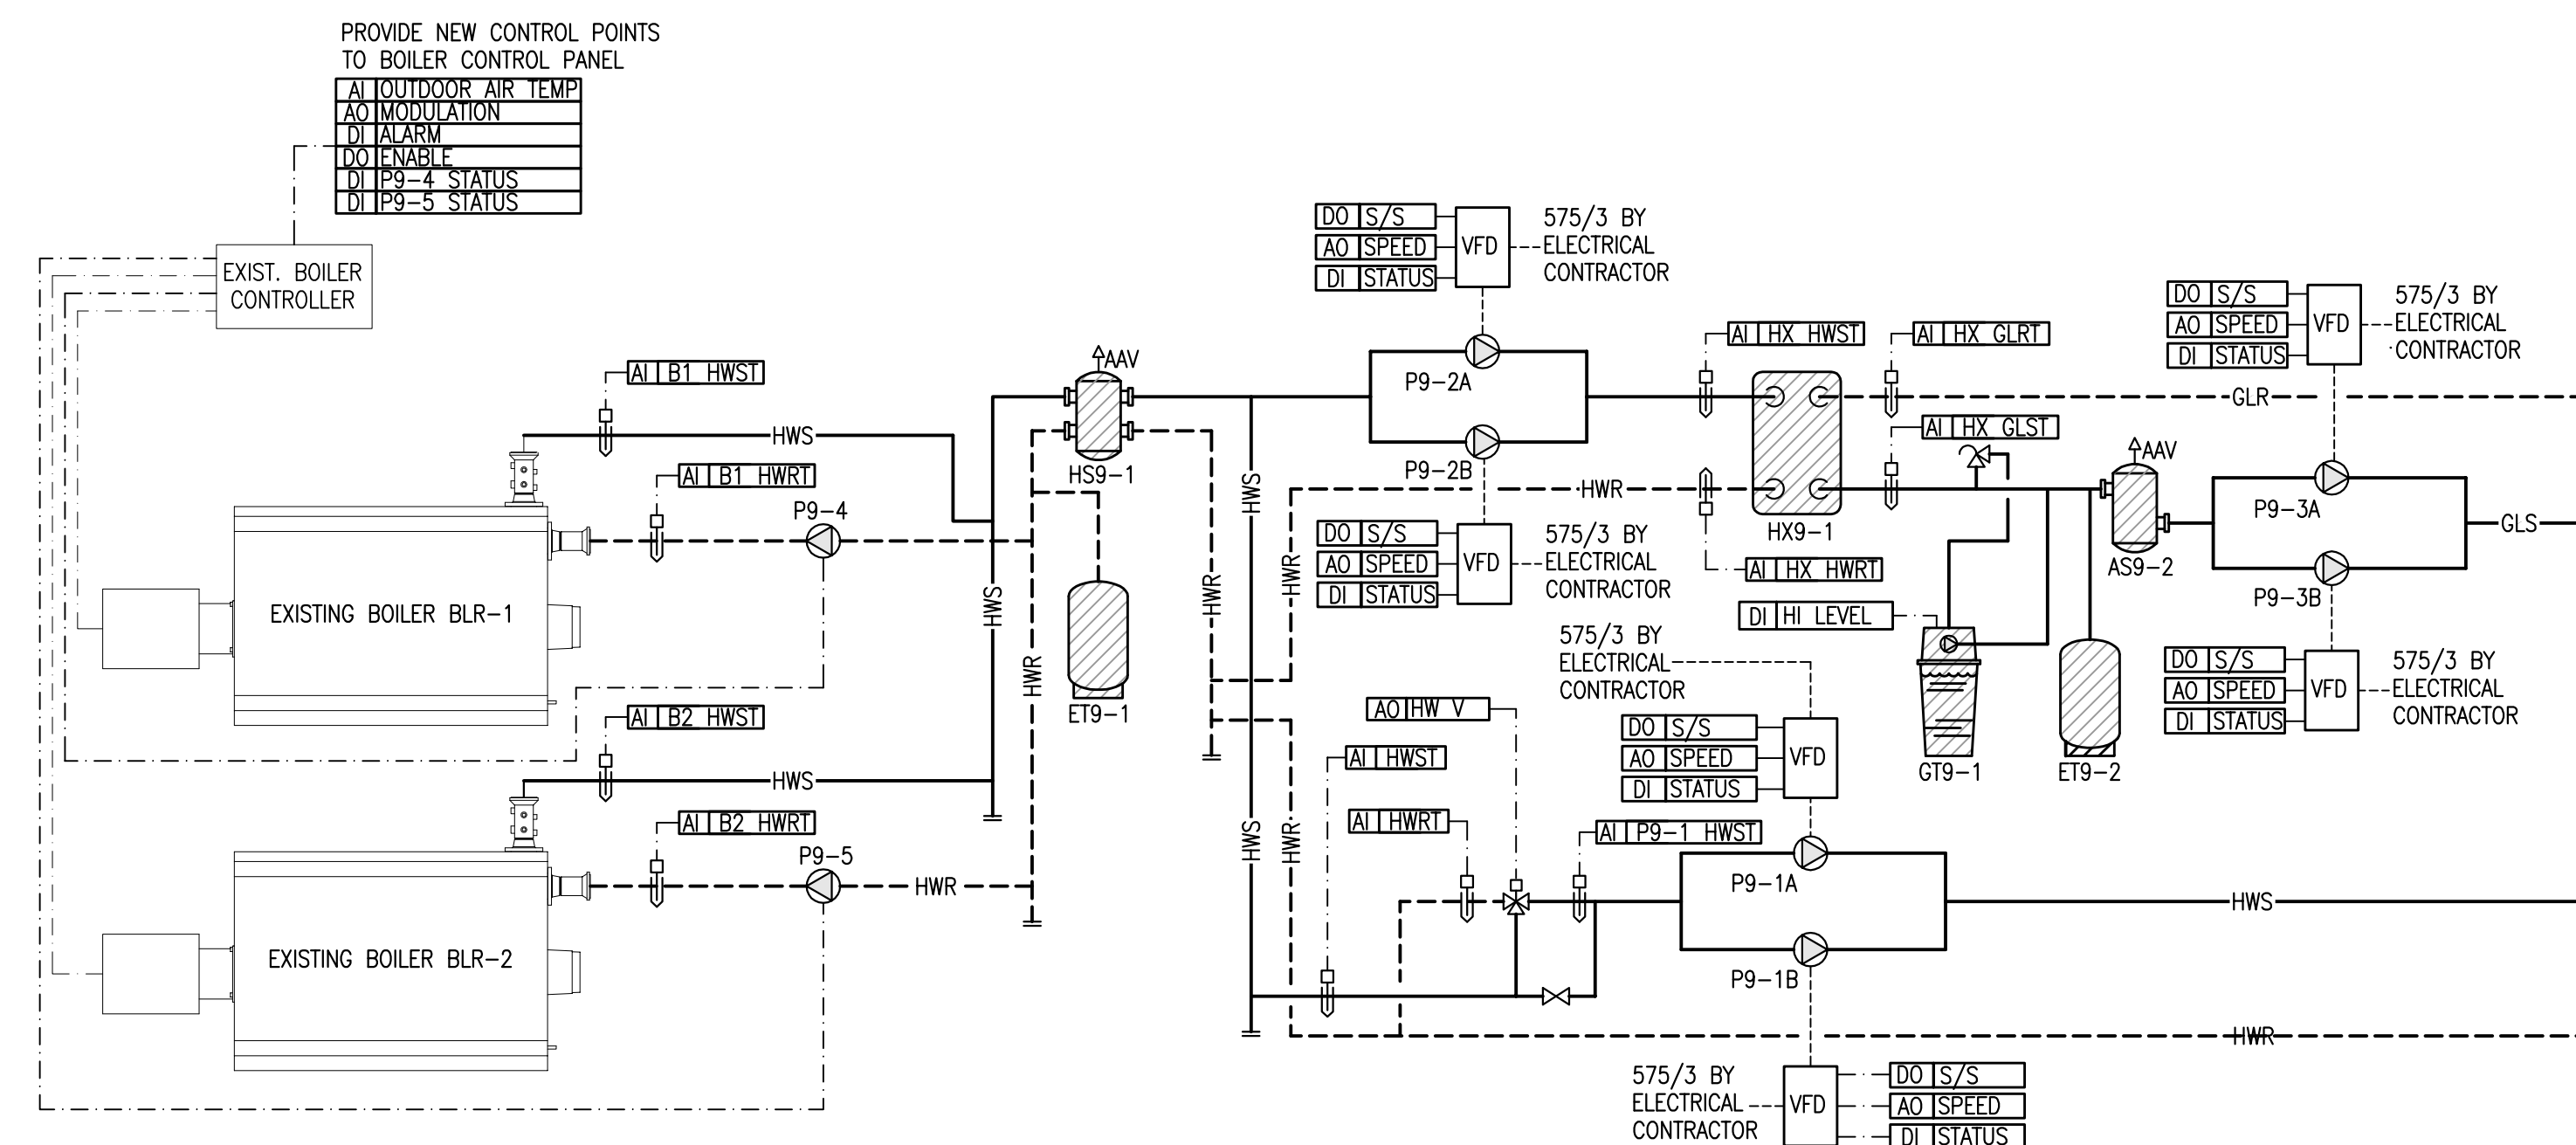 PROVIDE NEW CONTROL POINTS
TO BOILER CONTROL PANEL
AI OUTDOOR AIR TEMP
AO MODULATION
DI ALARM
DO ENABLE
DI P9-4 STATUS
DI P9-5 STATUS
EXIST. BOILER
CONTROLLER
AI B1 HWST
HWS
AI B1 HWRT
P9-4
EXISTING BOILER BLR-1
AI B2 HWST
HWS
AI B2 HWRT
P9-5
HWR
EXISTING BOILER BLR-2
HWS
HWR
AAV
HS9-1
ET9-1
HWR
HWS
HWS
HWR
HWR
DO S/S
AO SPEED
DI STATUS
VFD
575/3 BY
ELECTRICAL
CONTRACTOR
P9-2A
P9-2B
HWR
DO S/S
AO SPEED
DI STATUS
VFD
575/3 BY
ELECTRICAL
CONTRACTOR
AI HX HWST
AI HX GLRT
HX9-1
AI HX GLST
AI HX HWRT
DI HI LEVEL
GT9-1
ET9-2
AAV
AS9-2
GLR
DO S/S
AO SPEED
DI STATUS
VFD
575/3 BY
ELECTRICAL
CONTRACTOR
P9-3A
P9-3B
GLS
DO S/S
AO SPEED
DI STATUS
VFD
575/3 BY
ELECTRICAL
CONTRACTOR
575/3 BY
ELECTRICAL
CONTRACTOR
AO HW V
AI HWST
AI HWRT
DO S/S
AO SPEED
DI STATUS
VFD
AI P9-1 HWST
P9-1A
P9-1B
HWS
HWR
575/3 BY
ELECTRICAL
CONTRACTOR
VFD
DO S/S
AO SPEED
DI STATUS